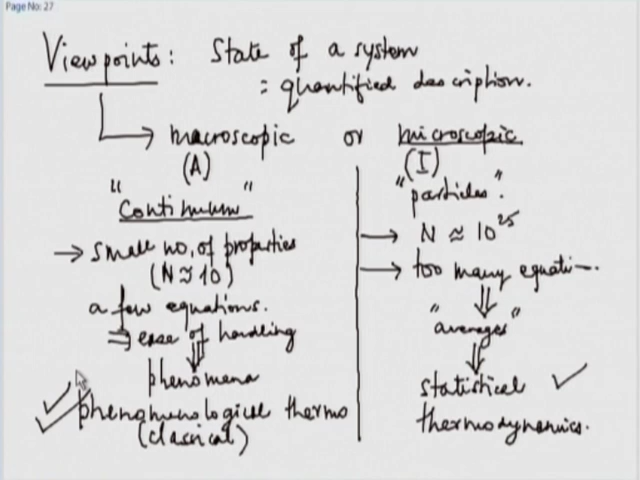 Page No: 27
Viewpoints: State of a system
= quantified description.
→ macroscopic or microscopic
(A) (I)
"Continuum"
→ small no. of properties
(N ≈ 10)
a few equations.
⇒ ease of handling
⇓
phenomena
✓ phenomenological thermo
✓ (classical)
"particles".
→ N ≈ 10^25
→ too many equati–.
⇓
"averages"
⇓
statistical ✓
thermodynamics.